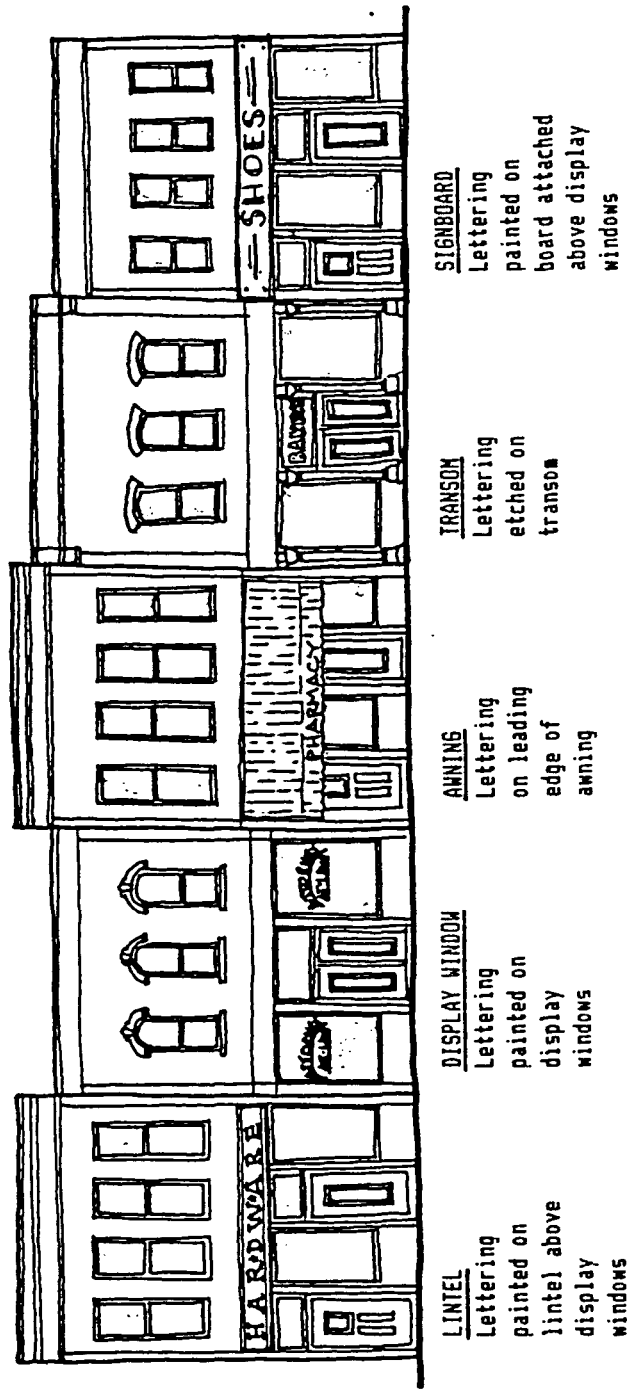 HARDWARE
PHARMACY
SHOES
LINTEL
Lettering
painted on
lintel above
display
windows
DISPLAY WINDOW
Lettering
painted on
display
windows
AWNING
Lettering
on leading
edge of
awning
TRANSOM
Lettering
etched on
transom
SIGNBOARD
Lettering
painted on
board attached
above display
windows